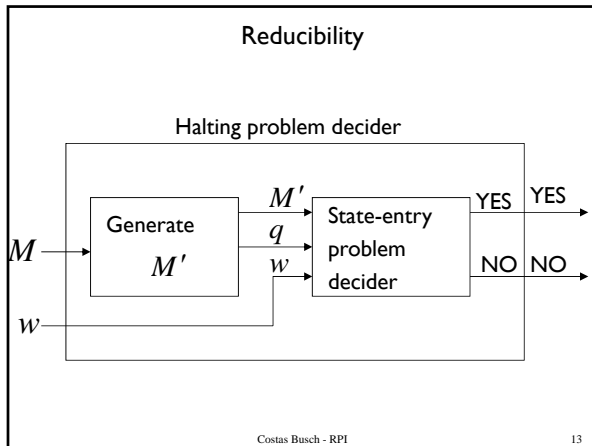 Reducibility
Halting problem decider
M
w
Generate
M′
M′
q
w
State-entry
problem
decider
YES YES
NO NO
Costas Busch - RPI 13